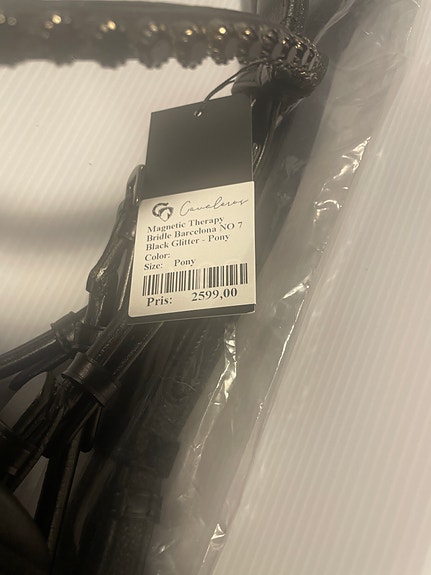 Cavaleros
Magnetic Therapy
Bridle Barcelona NO 7
Black Glitter - Pony
Color:
Size: Pony
Pris: 2599,00